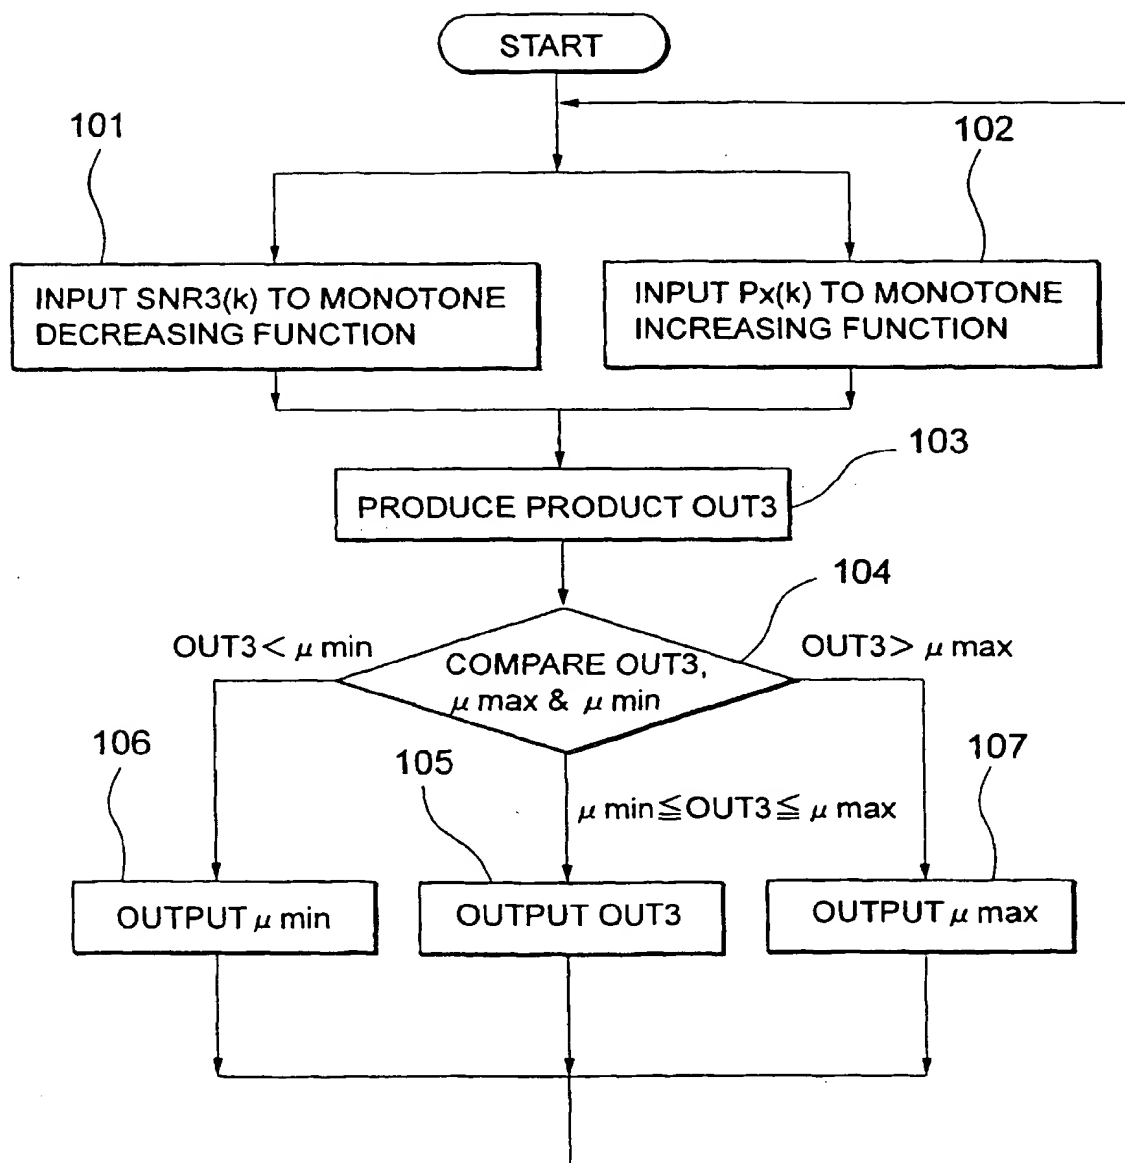 START
101
102
INPUT SNR3(k) TO MONOTONE
DECREASING FUNCTION
INPUT Px(k) TO MONOTONE
INCREASING FUNCTION
103
PRODUCE PRODUCT OUT3
104
OUT3< μ min
OUT3> μ max
COMPARE OUT3,
μ max & μ min
106
105
107
μ min≦OUT3≦ μ max
OUTPUT μ min
OUTPUT OUT3
OUTPUT μ max